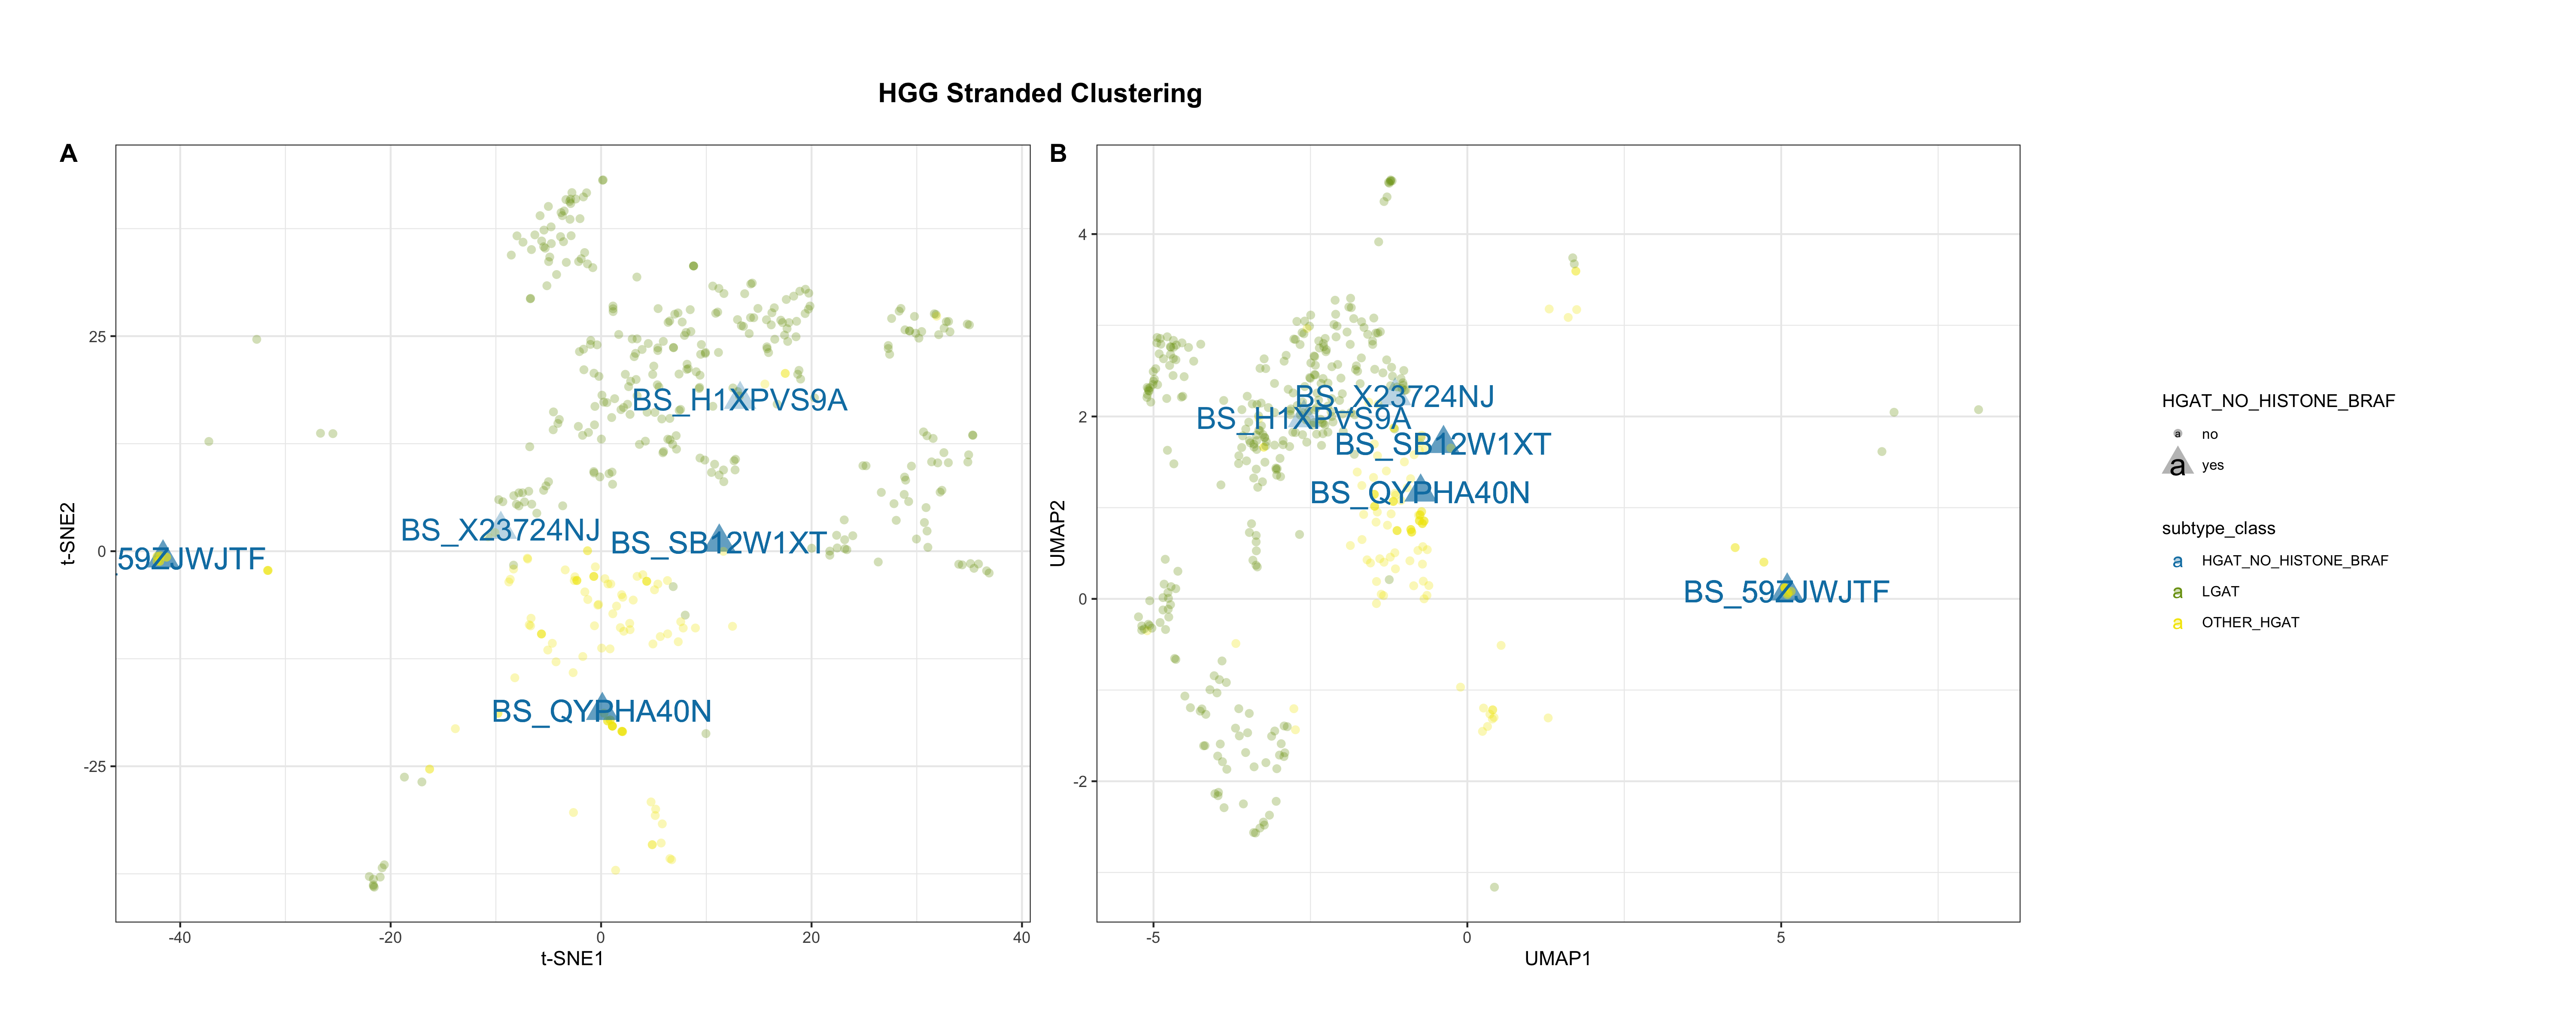 HGG Stranded Clustering
A
B
25
0
-25
t-SNE2
-40
-20
0
20
40
t-SNE1
BS_H1XPVS9A
BS_X23724NJ
BS_SB12W1XT
59ZJWJTF
BS_QYPHA40N
4
2
0
-2
UMAP2
-5
0
5
UMAP1
BS_X23724NJ
BS_H1XPVS9A
BS_SB12W1XT
BS_QYPHA40N
BS_59ZJWJTF
HGAT_NO_HISTONE_BRAF
a no
a yes
subtype_class
a HGAT_NO_HISTONE_BRAF
a LGAT
a OTHER_HGAT